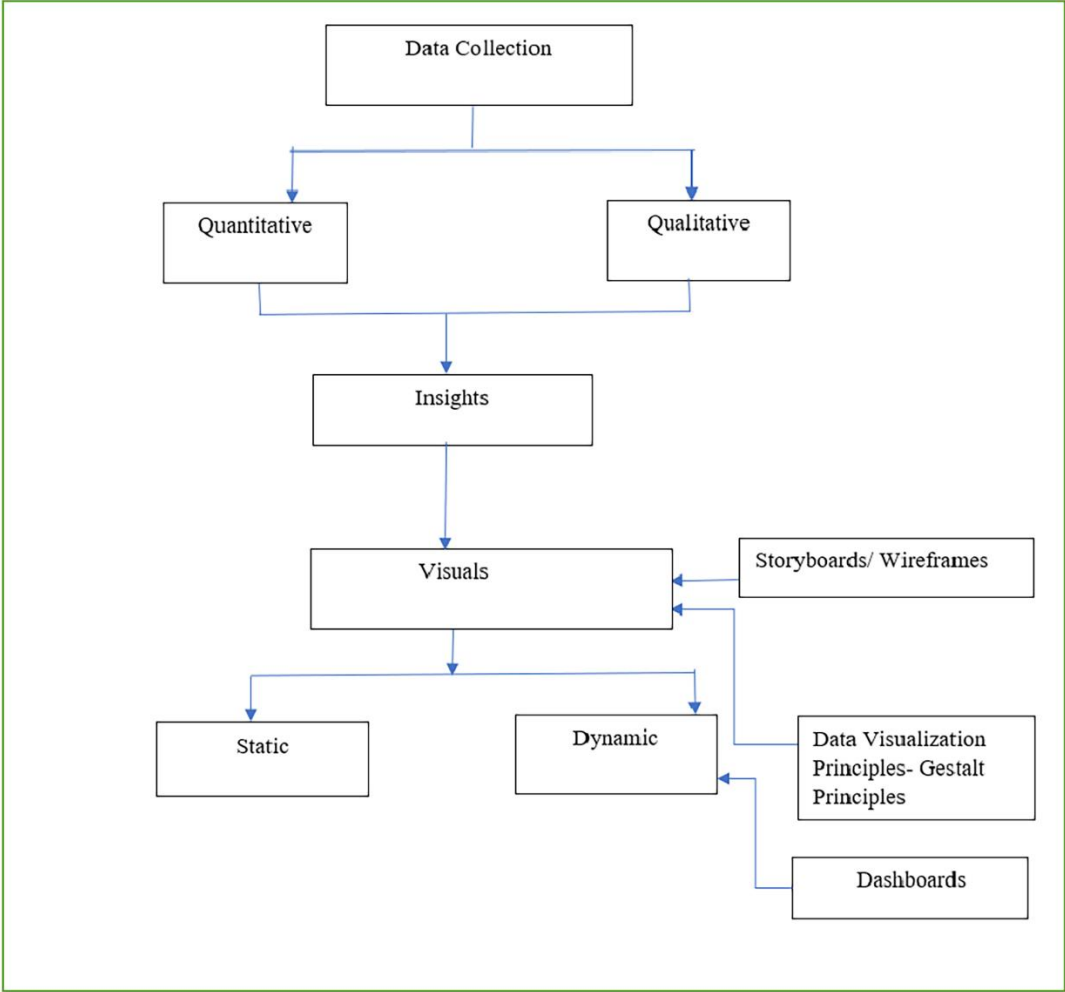 Data Collection
Quantitative
Qualitative
Insights
Visuals
Storyboards/ Wireframes
Static
Dynamic
Data Visualization
Principles- Gestalt
Principles
Dashboards